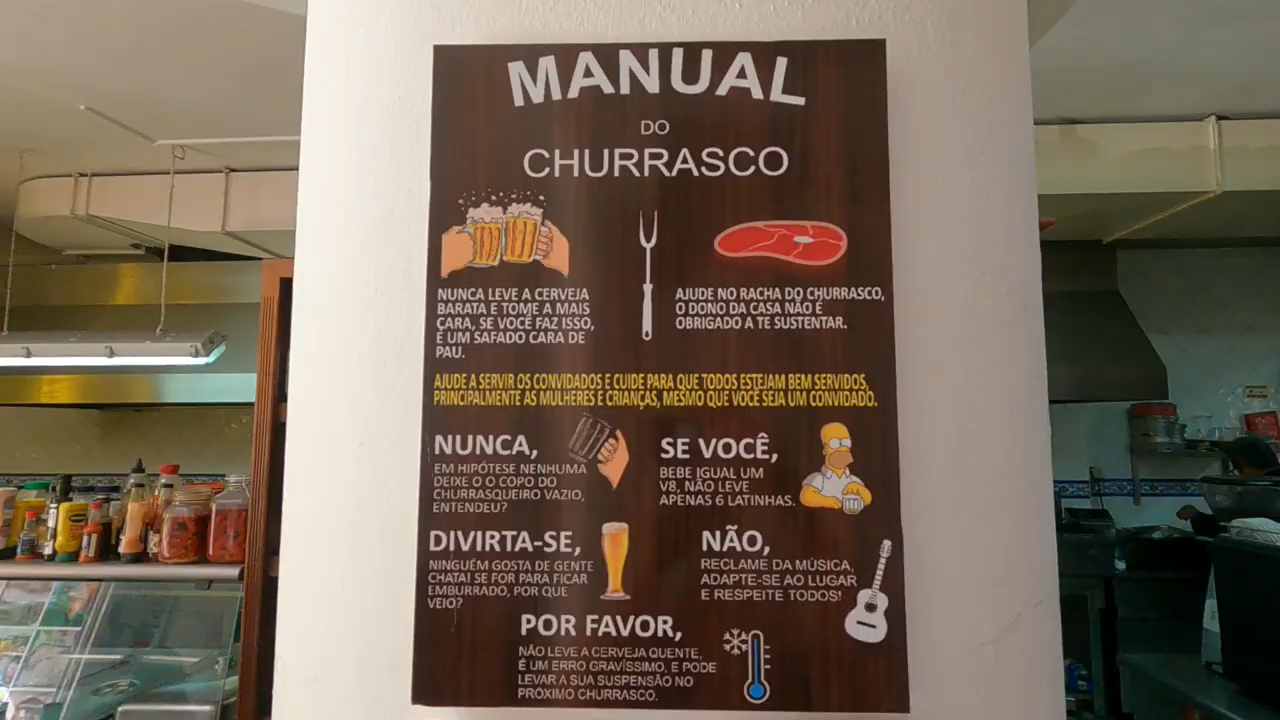 MANUAL
DO
CHURRASCO
NUNCA LEVE A CERVEJA
BARATA E TOME A MAIS
CARA, SE VOCÊ FAZ ISSO,
É UM SAFADO CARA DE
PAU.
AJUDE NO RACHA DO CHURRASCO,
O DONO DA CASA NÃO É
OBRIGADO A TE SUSTENTAR.
AJUDE A SERVIR OS CONVIDADOS E CUIDE PARA QUE TODOS ESTEJAM BEM SERVIDOS,
PRINCIPALMENTE AS MULHERES E CRIANÇAS, MESMO QUE VOCÊ SEJA UM CONVIDADO.
NUNCA,
EM HIPÓTESE NENHUMA
DEIXE O O COPO DO
CHURRASQUEIRO VAZIO,
ENTENDEU?
SE VOCÊ,
BEBE IGUAL UM
V8, NÃO LEVE
APENAS 6 LATINHAS.
DIVIRTA-SE,
NINGUÉM GOSTA DE GENTE
CHATA! SE FOR PARA FICAR
EMBURRADO, POR QUE
VEIO?
NÃO,
RECLAME DA MÚSICA,
ADAPTE-SE AO LUGAR
E RESPEITE TODOS!
POR FAVOR,
NÃO LEVE A CERVEJA QUENTE,
É UM ERRO GRAVÍSSIMO, E PODE
LEVAR A SUA SUSPENSÃO NO
PRÓXIMO CHURRASCO.